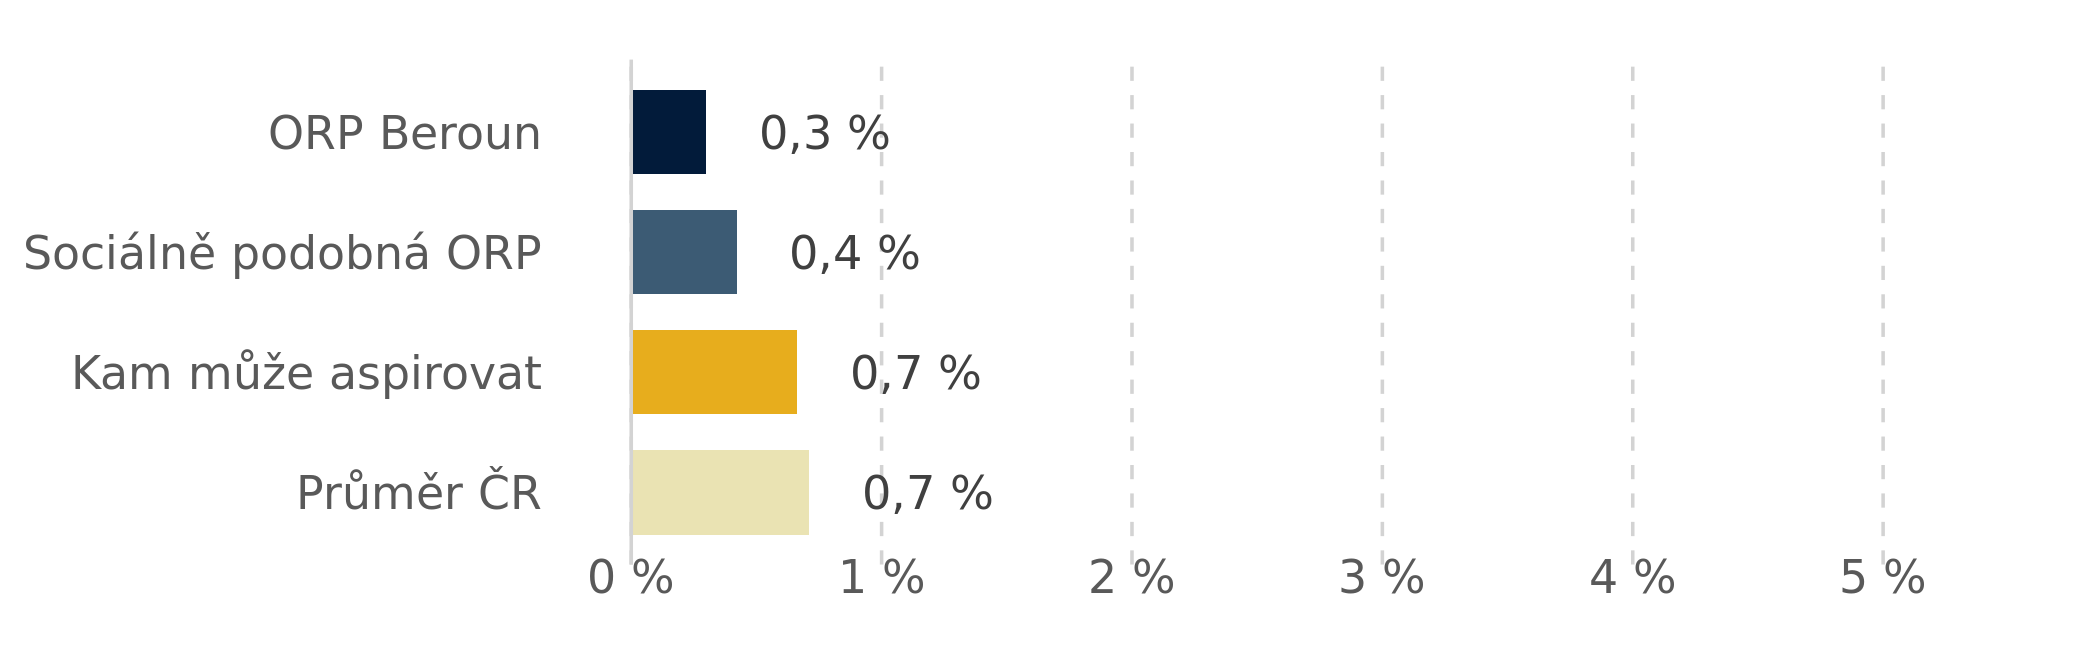 ORP Beroun 0,3 %
Sociálně podobná ORP 0,4 %
Kam může aspirovat 0,7 %
Průměr ČR 0,7 %
0 % 1 % 2 % 3 % 4 % 5 %